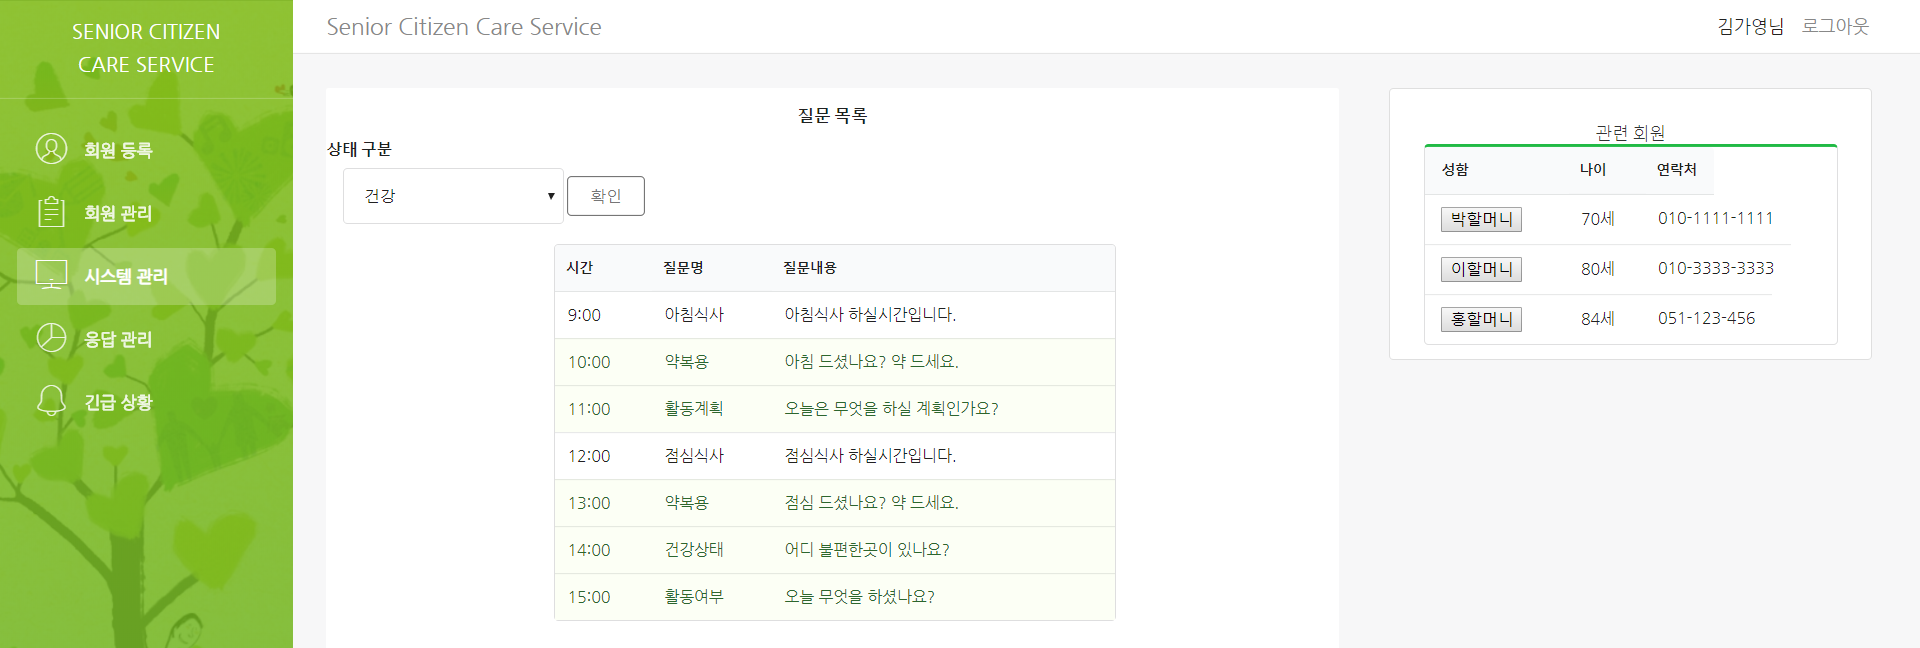 SENIOR CITIZEN
CARE SERVICE
회원 등록
회원 관리
시스템 관리
응답 관리
긴급 상황
Senior Citizen Care Service
김가영님 로그아웃
질문 목록
상태 구분
건강 확인
시간 질문명 질문내용
9:00 아침식사 아침식사 하실시간입니다.
10:00 약복용 아침 드셨나요? 약 드세요.
11:00 활동계획 오늘은 무엇을 하실 계획인가요?
12:00 점심식사 점심식사 하실시간입니다.
13:00 약복용 점심 드셨나요? 약 드세요.
14:00 건강상태 어디 불편한곳이 있나요?
15:00 활동여부 오늘 무엇을 하셨나요?
관련 회원
성함 나이 연락처
박할머니 70세 010-1111-1111
이할머니 80세 010-3333-3333
홍할머니 84세 051-123-456